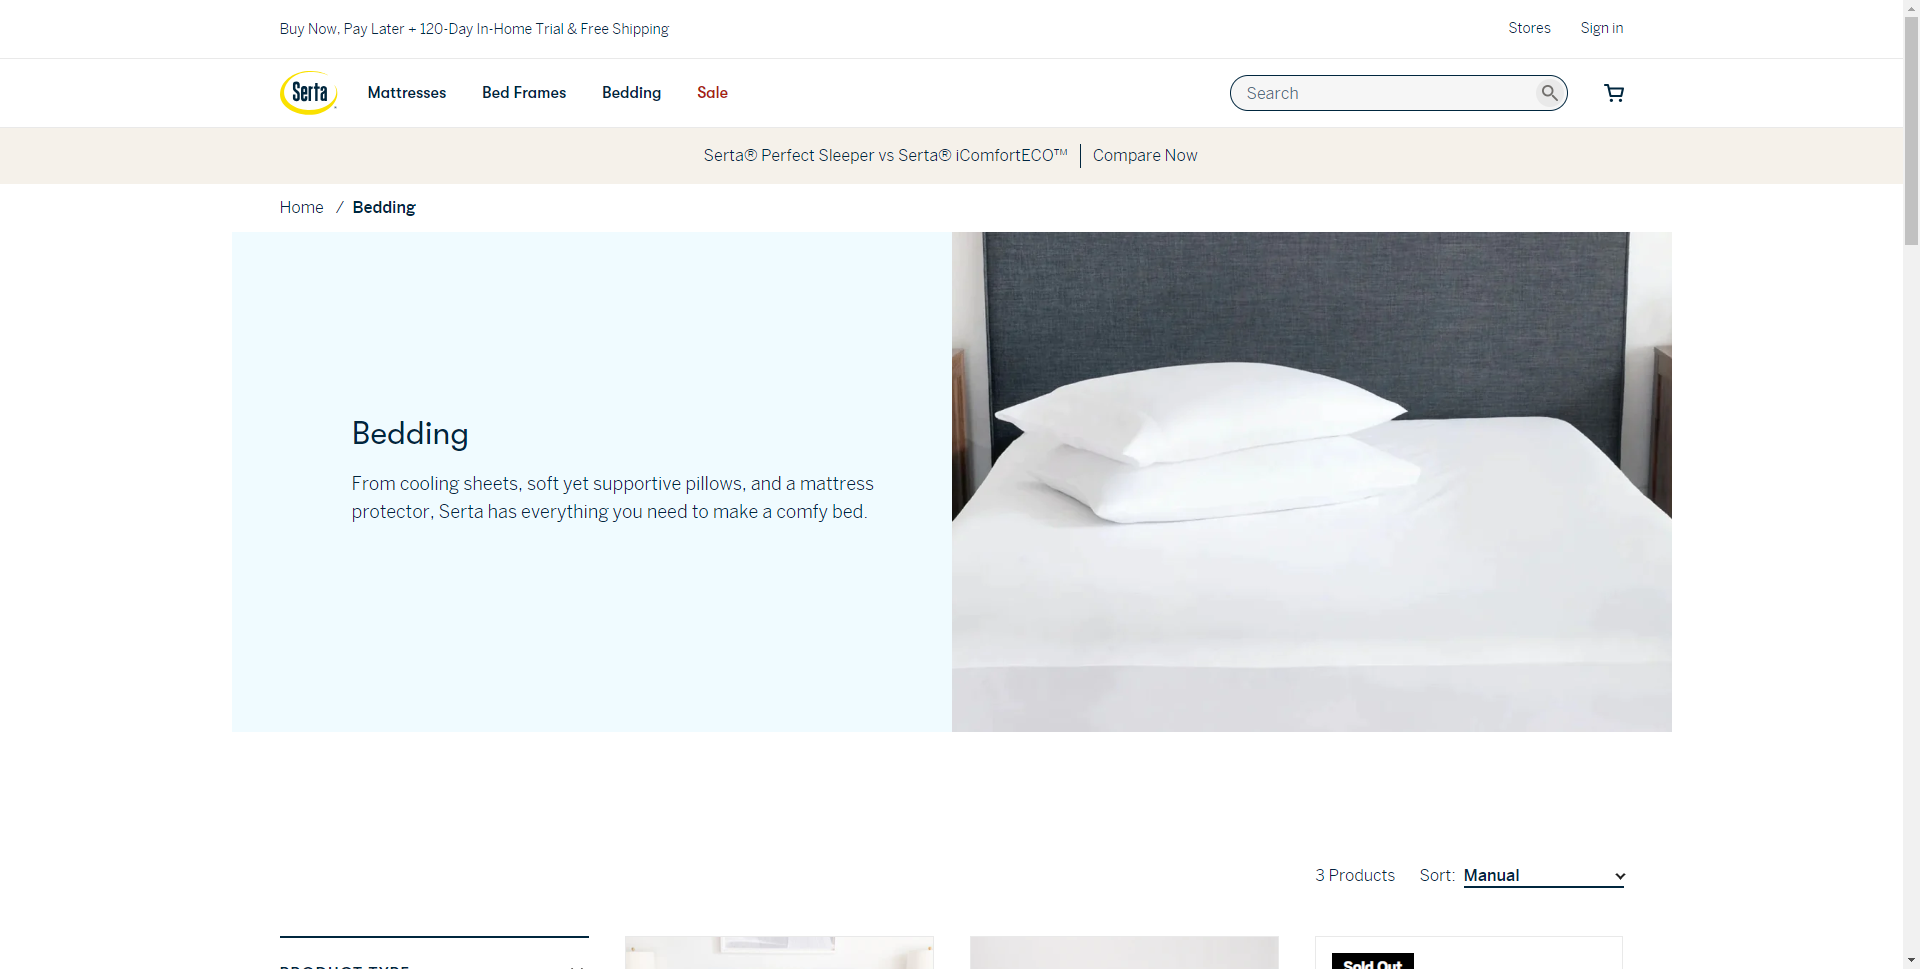 Buy Now, Pay Later + 120-Day In-Home Trial & Free Shipping
Stores
Sign in
Serta
Mattresses
Bed Frames
Bedding
Sale
Search
Serta® Perfect Sleeper vs Serta® iComfortECO™ | Compare Now
Home / Bedding
Bedding
From cooling sheets, soft yet supportive pillows, and a mattress
protector, Serta has everything you need to make a comfy bed.
3 Products
Sort: Manual
PRODUCT TYPE
Sold Out